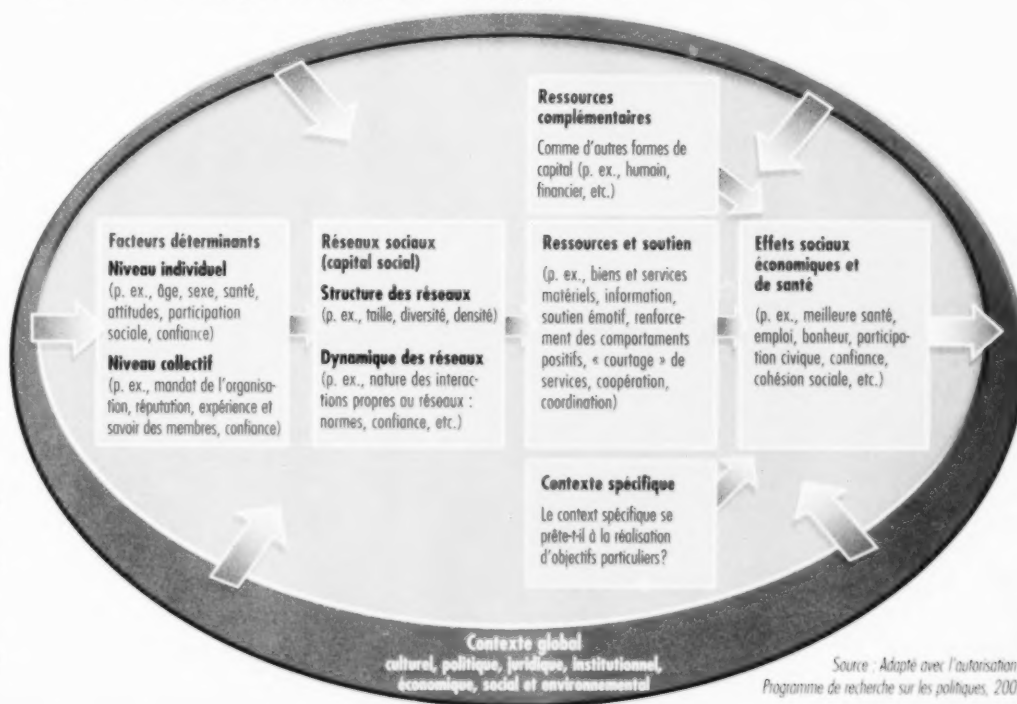 Ressources
complémentaires
Comme d'autres formes de
capital (p. ex., humain,
financier, etc.)
Facteurs déterminants
Niveau individuel
(p. ex., âge, sexe, santé,
attitudes, participation
sociale, confiance)
Niveau collectif
(p. ex., mandat de l'organisa-
tion, réputation, expérience et
savoir des membres, confiance)
Réseaux sociaux
(capital social)
Structure des réseaux
(p. ex., taille, diversité, densité)
Dynamique des réseaux
(p. ex., nature des interac-
tions propres au réseau :
normes, confiance, etc.)
Ressources et soutien
(p. ex., biens et services
matériels, information,
soutien émotif, renforce-
ment des comportements
positifs, « courtage » de
services, coopération,
coordination)
Effets sociaux
économiques et
de santé
(p. ex., meilleure santé,
emploi, bonheur, participa-
tion civique, confiance,
cohésion sociale, etc.)
Contexte spécifique
Le context spécifique se
prête-t-il à la réalisation
d'objectifs particuliers?
Contexte global
culturel, politique, juridique, institutionnel,
économique, social et environnemental
Source : Adapté avec l'autorisation
Programme de recherche sur les politiques, 200